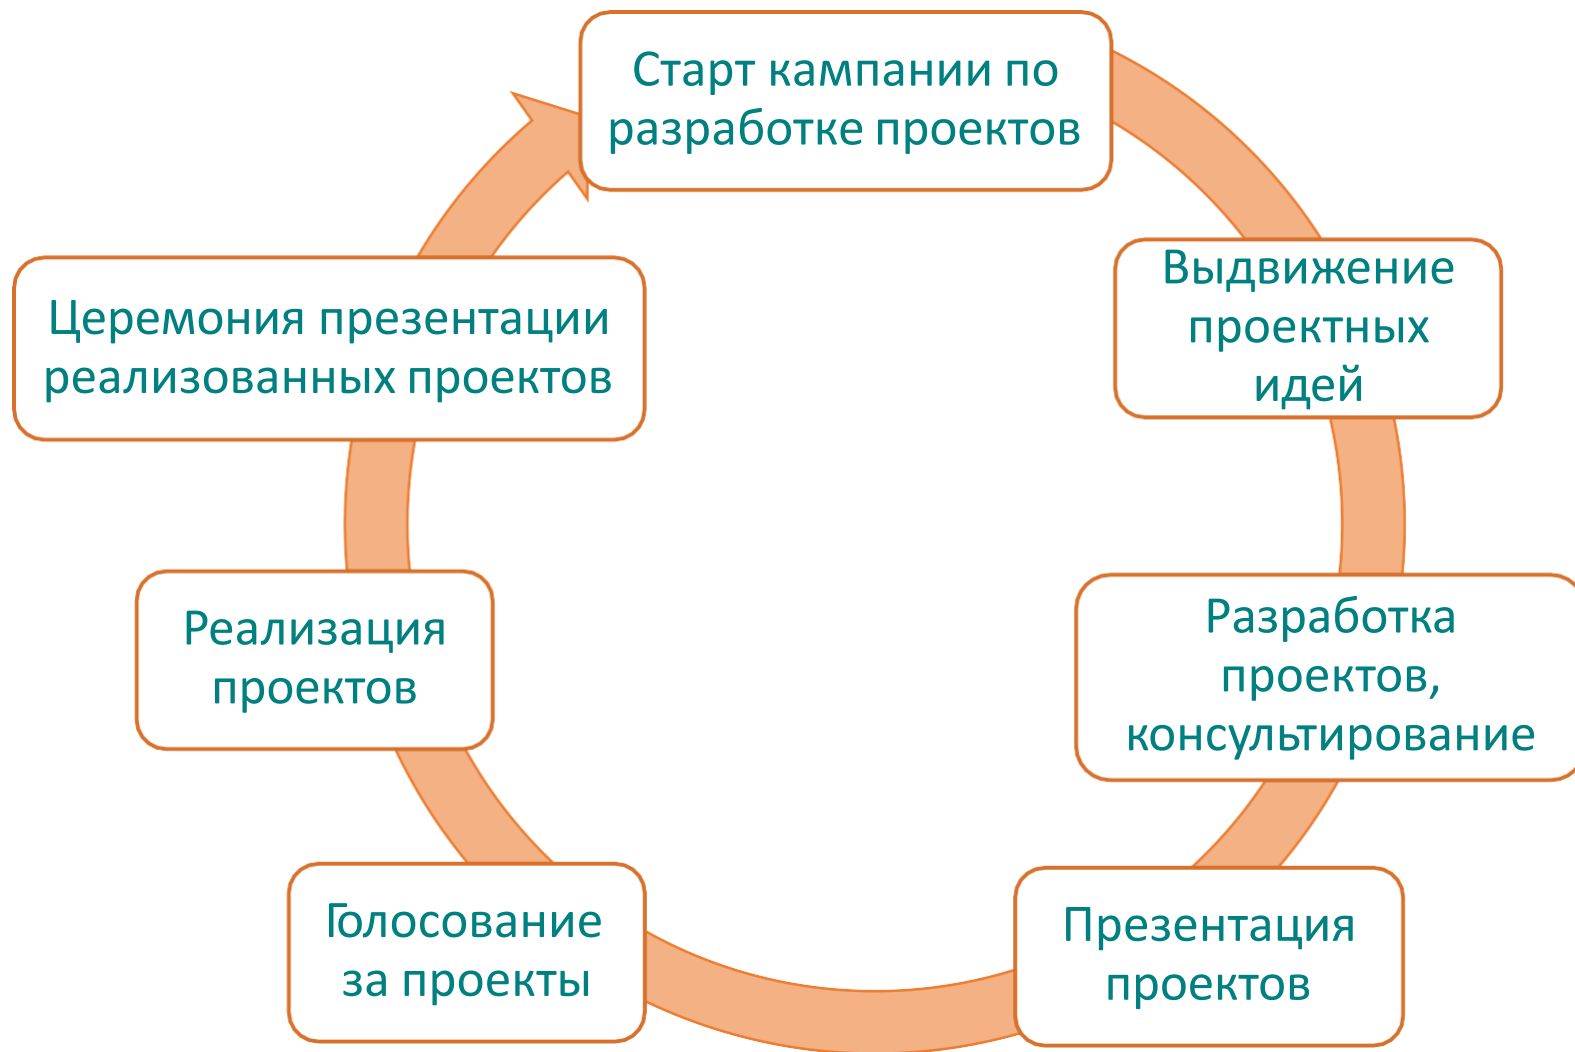 Старт кампании по
разработке проектов
Выдвижение
проектных
идей
Разработка
проектов,
консультирование
Презентация
проектов
Голосование
за проекты
Реализация
проектов
Церемония презентации
реализованных проектов